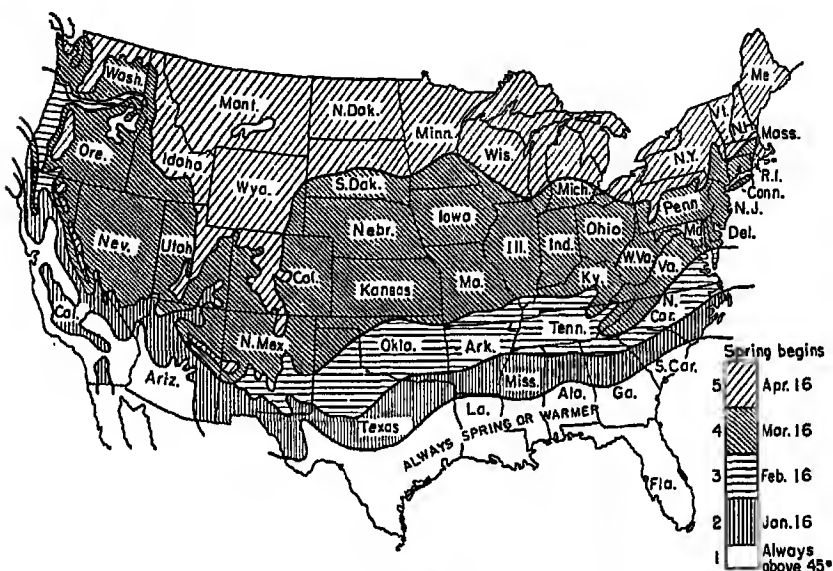 Wash.
Mont.
N.Dak.
Minn.
Me
Vt.
N.H.
Mass.
Ore.
Idaho
Wis.
N.Y.
R.I.
Conn.
Wyo.
S.Dak.
Mich.
Penn.
N.J.
Nev.
Utah
Nebr.
Iowa
Ill.
Ind.
Ohio
W.Va.
Md.
Del.
Va.
Cal.
Col.
Kansas
Mo.
Ky.
N.
Car.
Ariz.
N.Mex.
Okla.
Ark.
Tenn.
S.Car.
Texas
La.
Miss.
Ala.
Ga.
Fla.
ALWAYS SPRING OR WARMER
Spring begins
5 Apr. 16
4 Mar. 16
3 Feb. 16
2 Jan. 16
1 Always
above 45°